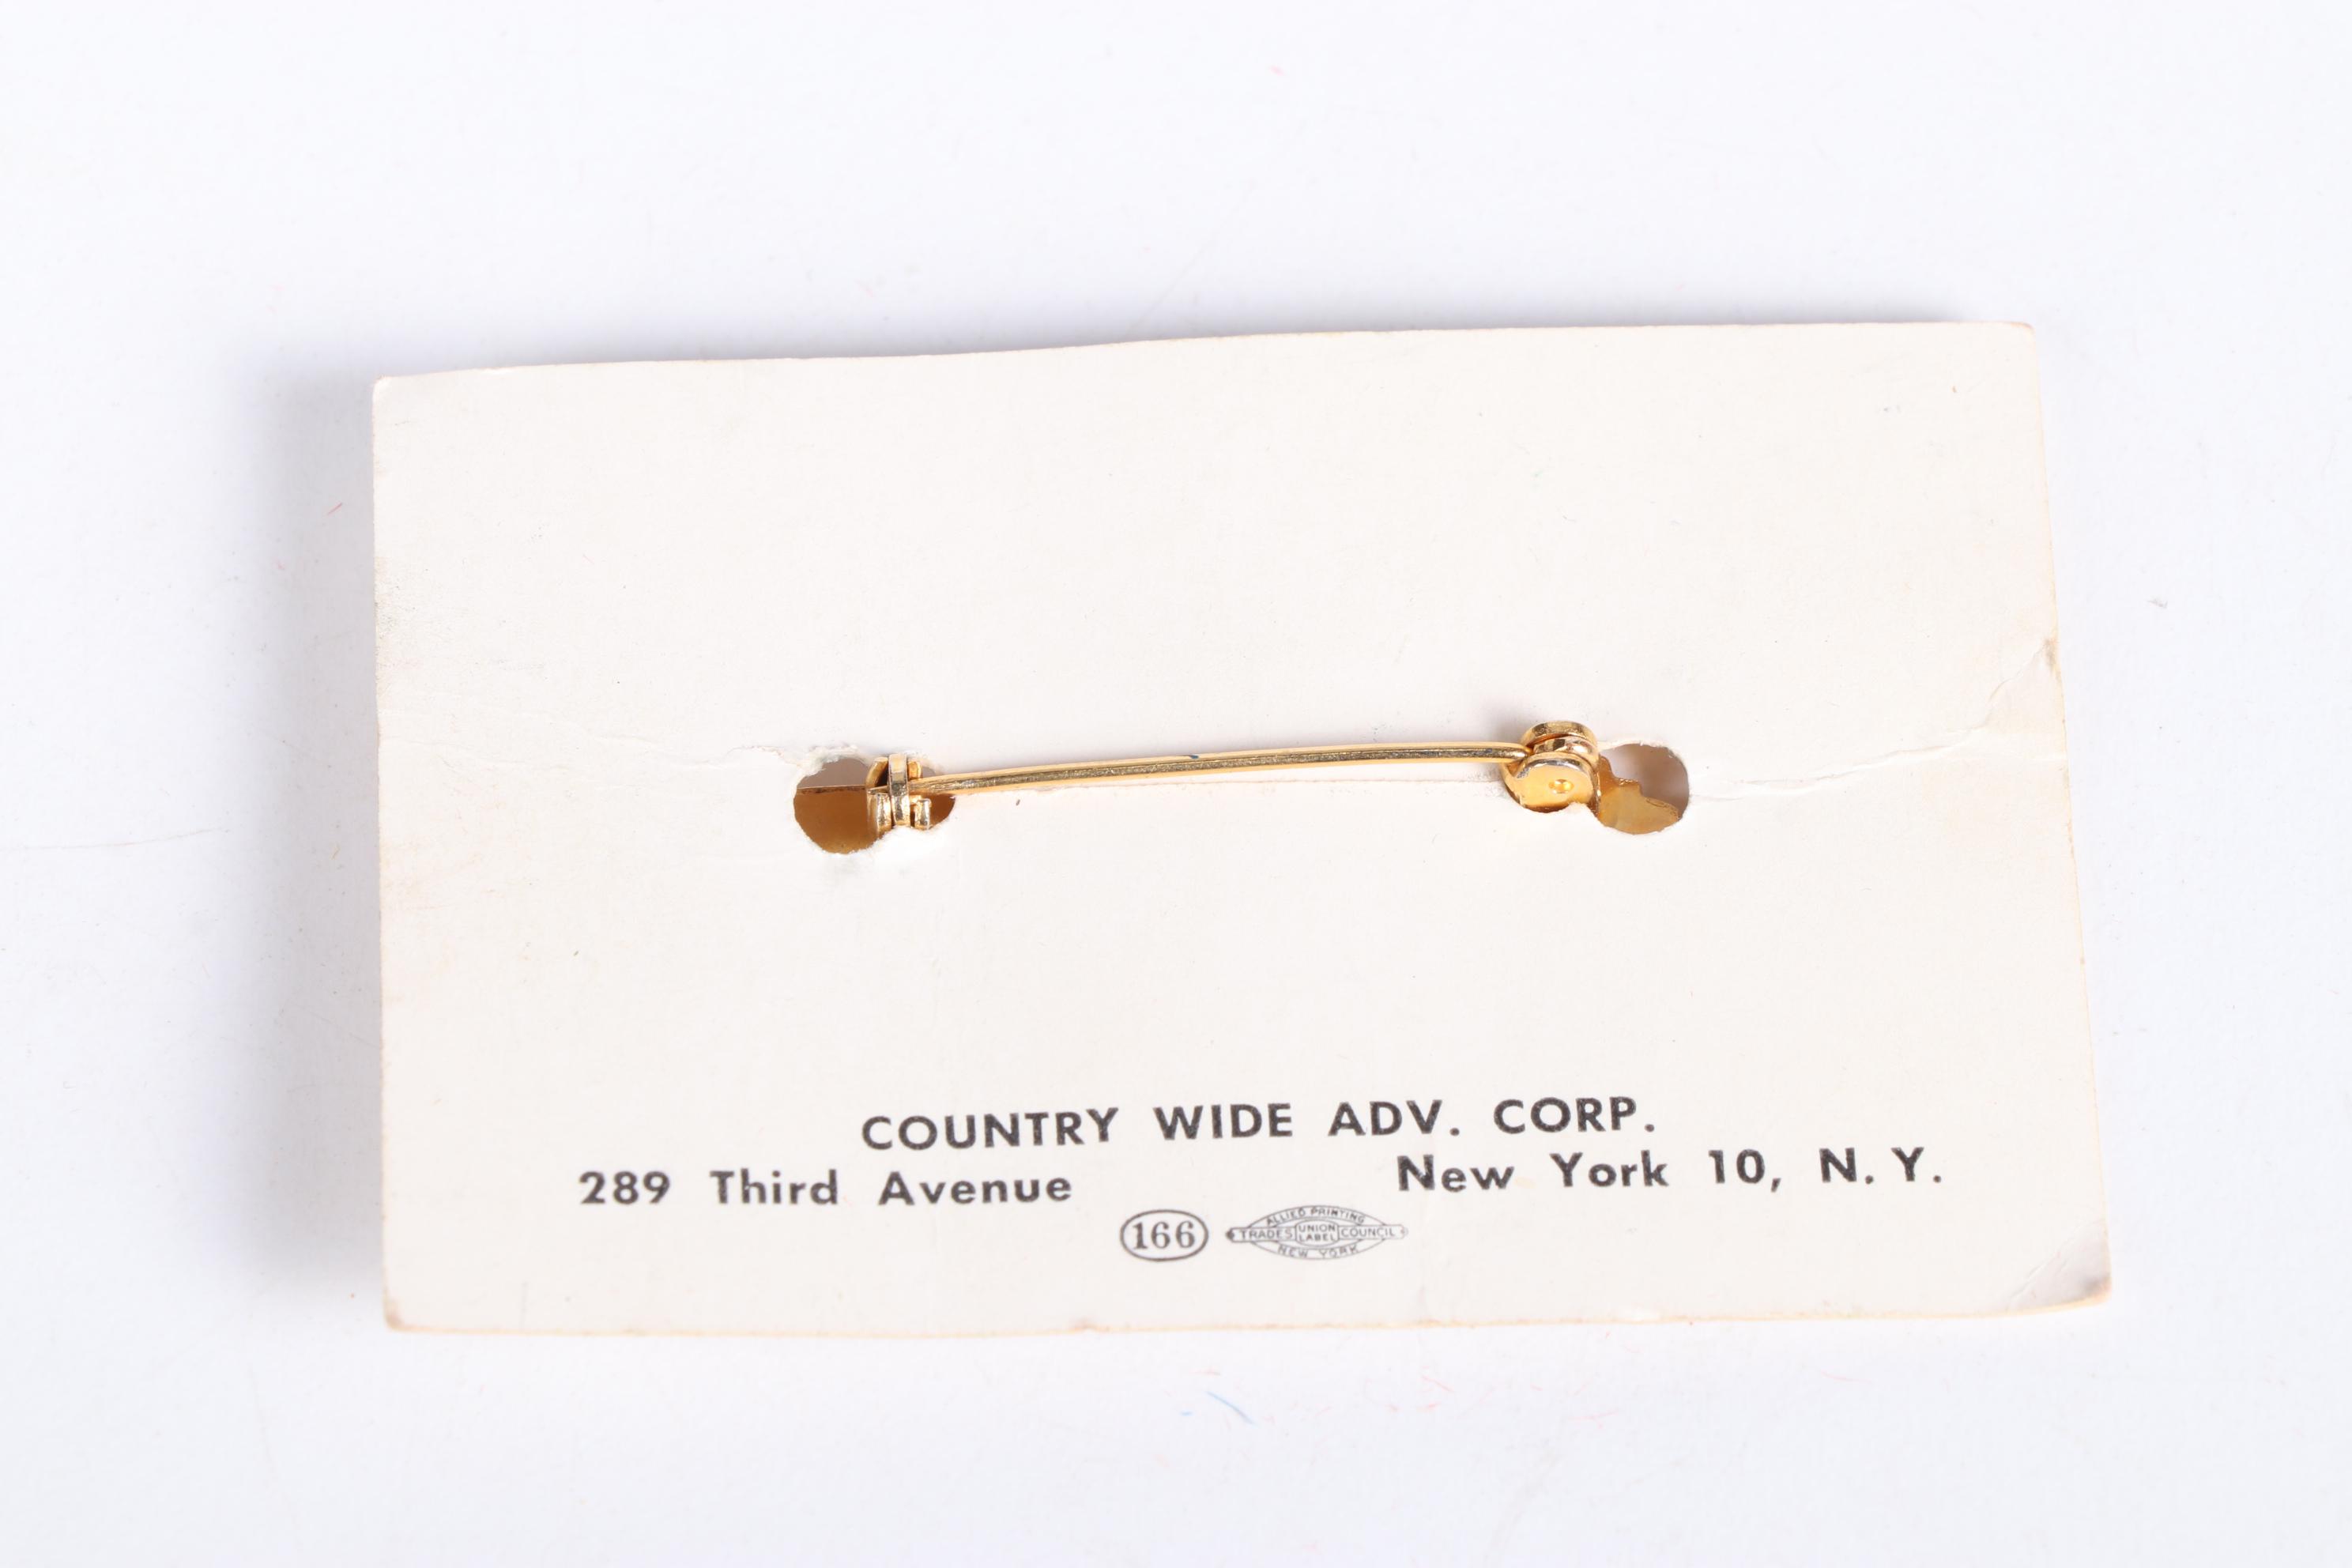 COUNTRY WIDE ADV. CORP.
289 Third Avenue New York 10, N. Y.
166
ALLIED PRINTING
TRADES UNION LABEL COUNCIL
NEW YORK